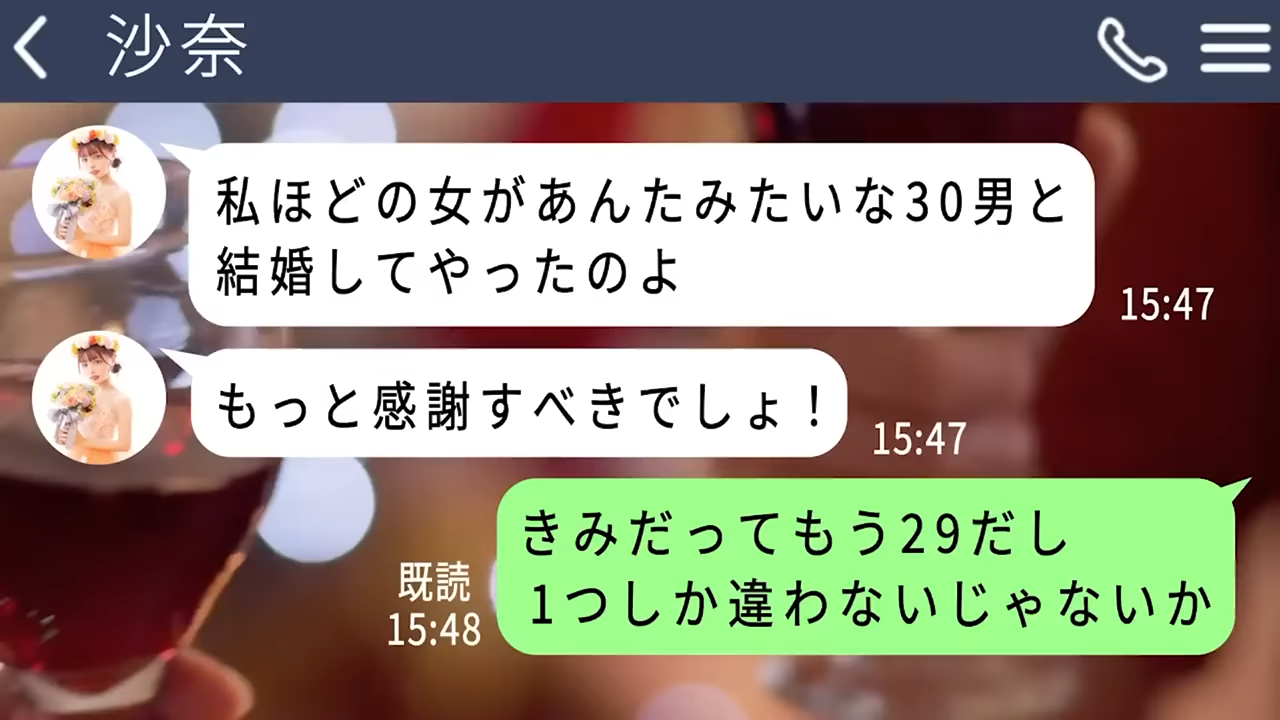 沙奈
私ほどの女があんたみたいな30男と
結婚してやったのよ
15:47
もっと感謝すべきでしょ！
15:47
きみだってもう29だし
1つしか違わないじゃないか
既読
15:48